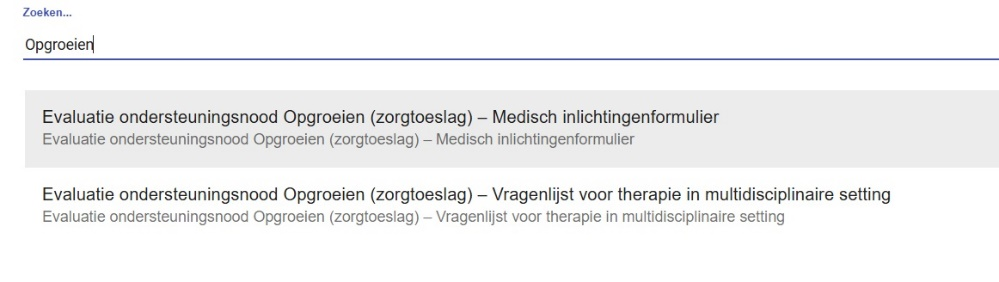 Zoeken...
Opgroeien
Evaluatie ondersteuningsnood Opgroeien (zorgtoeslag) – Medisch inlichtingenformulier
Evaluatie ondersteuningsnood Opgroeien (zorgtoeslag) – Medisch inlichtingenformulier
Evaluatie ondersteuningsnood Opgroeien (zorgtoeslag) – Vragenlijst voor therapie in multidisciplinaire setting
Evaluatie ondersteuningsnood Opgroeien (zorgtoeslag) – Vragenlijst voor therapie in multidisciplinaire setting